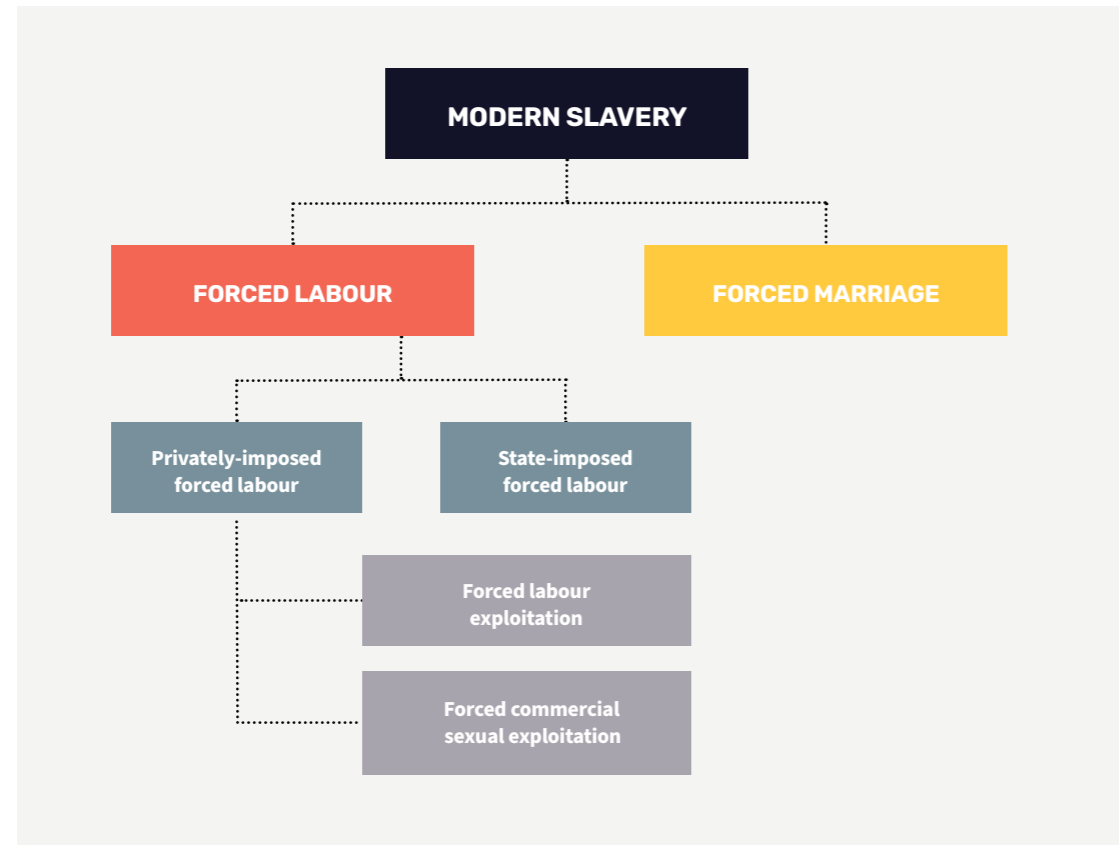 MODERN SLAVERY
FORCED LABOUR
FORCED MARRIAGE
Privately-imposed
forced labour
State-imposed
forced labour
Forced labour
exploitation
Forced commercial
sexual exploitation